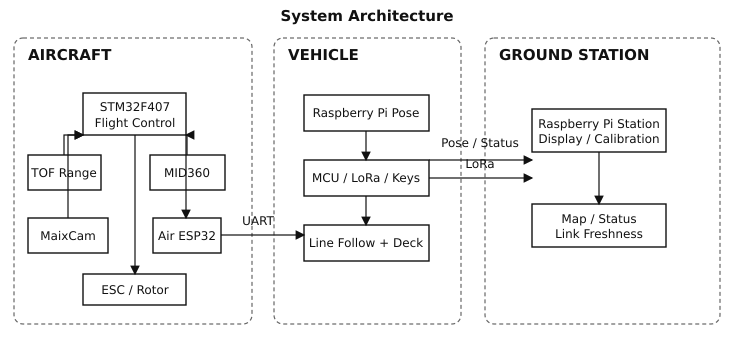 System Architecture
AIRCRAFT
STM32F407
Flight Control
TOF Range
MID360
MaixCam
Air ESP32
ESC / Rotor
UART
VEHICLE
Raspberry Pi Pose
MCU / LoRa / Keys
Line Follow + Deck
Pose / Status
LoRa
GROUND STATION
Raspberry Pi Station
Display / Calibration
Map / Status
Link Freshness